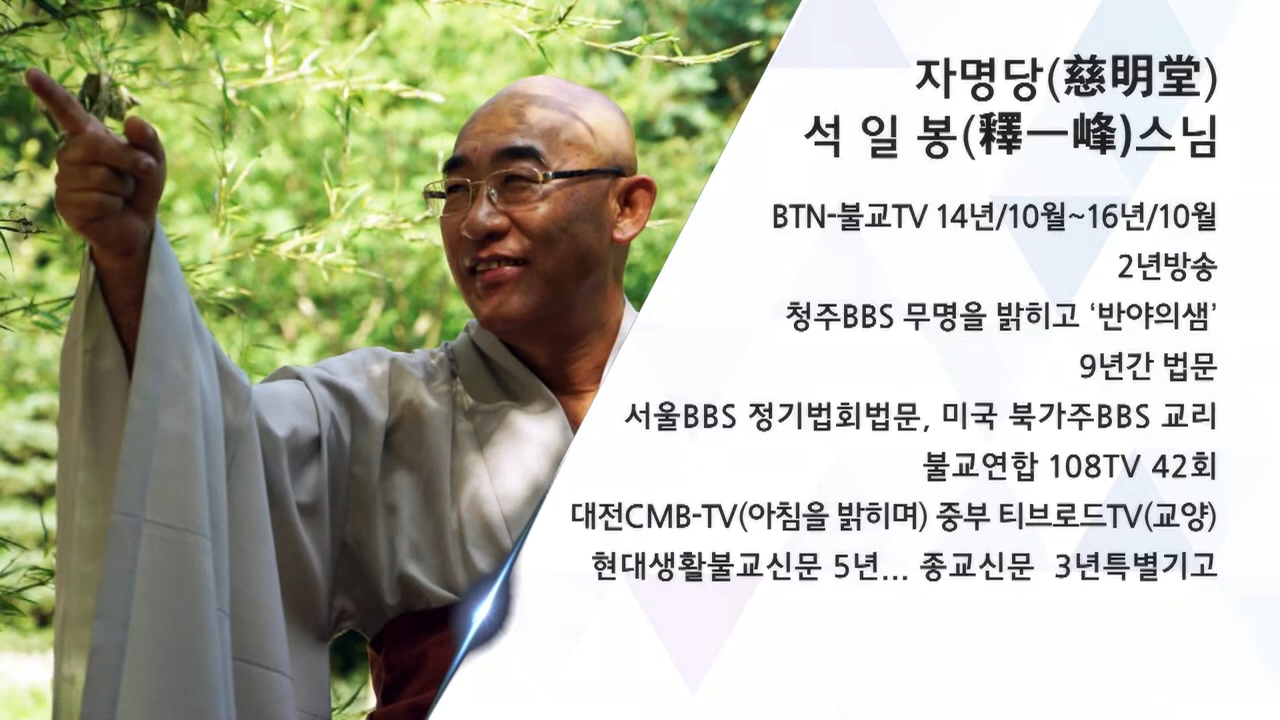 자명당(慈明堂)
석 일 봉(釋一峰)스님
BTN-불교TV 14년/10월~16년/10월
2년방송
청주BBS 무명을 밝히고 ‘반야의샘’
9년간 법문
서울BBS 정기법회법문, 미국 북가주BBS 교리
불교연합 108TV 42회
대전CMB-TV(아침을 밝히며) 중부 티브로드TV(교양)
현대생활불교신문 5년... 종교신문 3년특별기고